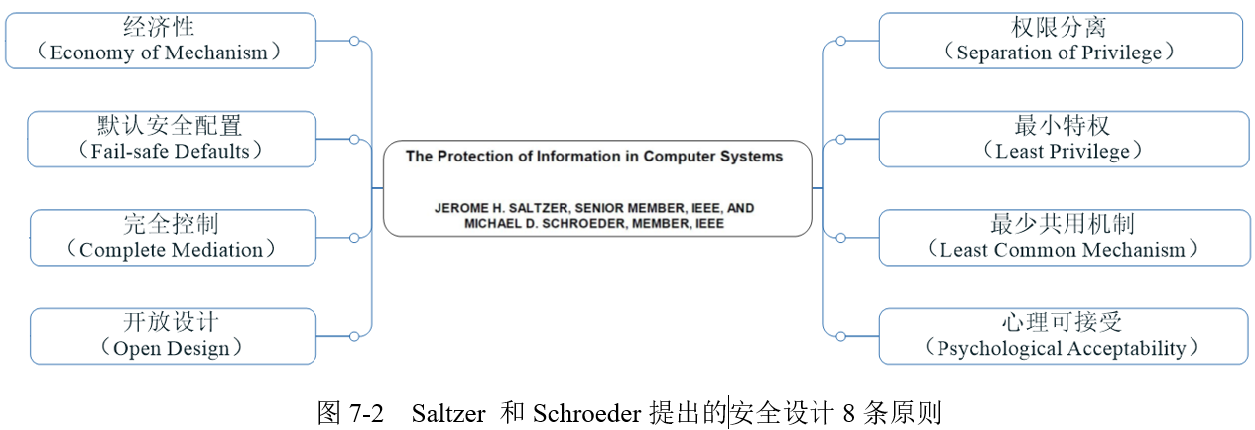 经济性
（Economy of Mechanism）
默认安全配置
（Fail-safe Defaults）
完全控制
（Complete Mediation）
开放设计
（Open Design）
The Protection of Information in Computer Systems
JEROME H. SALTZER, SENIOR MEMBER, IEEE, AND
MICHAEL D. SCHROEDER, MEMBER, IEEE
权限分离
（Separation of Privilege）
最小特权
（Least Privilege）
最少共用机制
（Least Common Mechanism）
心理可接受
（Psychological Acceptability）
图 7-2 Saltzer 和 Schroeder 提出的安全设计 8 条原则